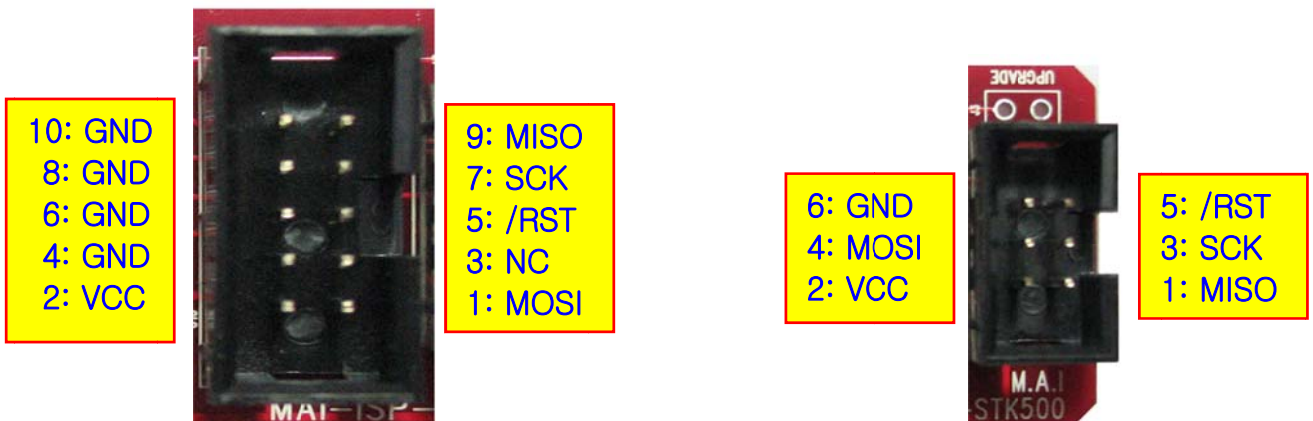 10: GND
8: GND
6: GND
4: GND
2: VCC
9: MISO
7: SCK
5: /RST
3: NC
1: MOSI
MAI-ISP-
UPGRADE
6: GND
4: MOSI
2: VCC
5: /RST
3: SCK
1: MISO
M.A.I
-STK500